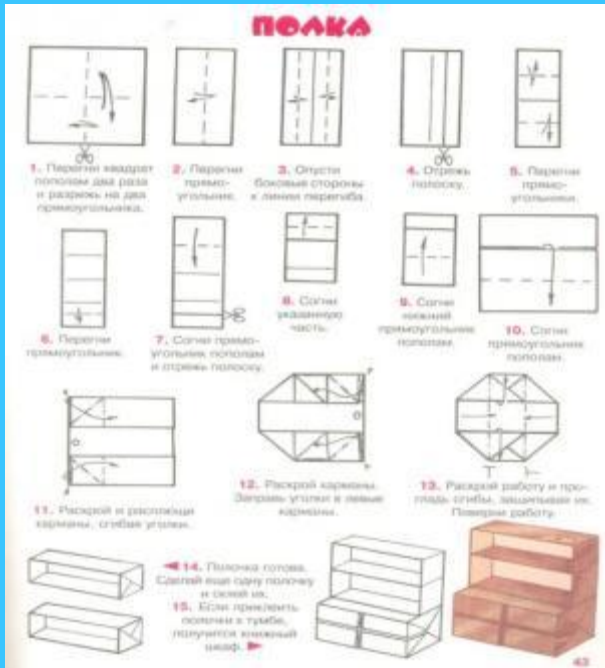 ПОЛКА
1. Перегни квадрат
пополам два раза
и разрежь на два
прямоугольника.
2. Перегни
прямо-
угольник.
3. Опусти
боковые стороны
к линии перегиба.
4. Отрежь
полоску.
5. Перегни
прямо-
угольники.
6. Перегни
прямоугольник.
7. Согни прямо-
угольник пополам
и отрежь полоску.
8. Согни
указанную
часть.
9. Согни
нижний
прямоугольник
пополам.
10. Согни
прямоугольник
пополам.
11. Раскрой и расплющи
карманы, сгибая уголки.
12. Раскрой карманы.
Заправь уголки в левые
карманы.
13. Раскрой работу и про-
гладь сгибы, защипывая их.
Поверни работу.
14. Полочка готова.
Сделай еще одну полочку
и склей их.
15. Если приклеить
полочки к тумбе,
получится книжный
шкаф.
43